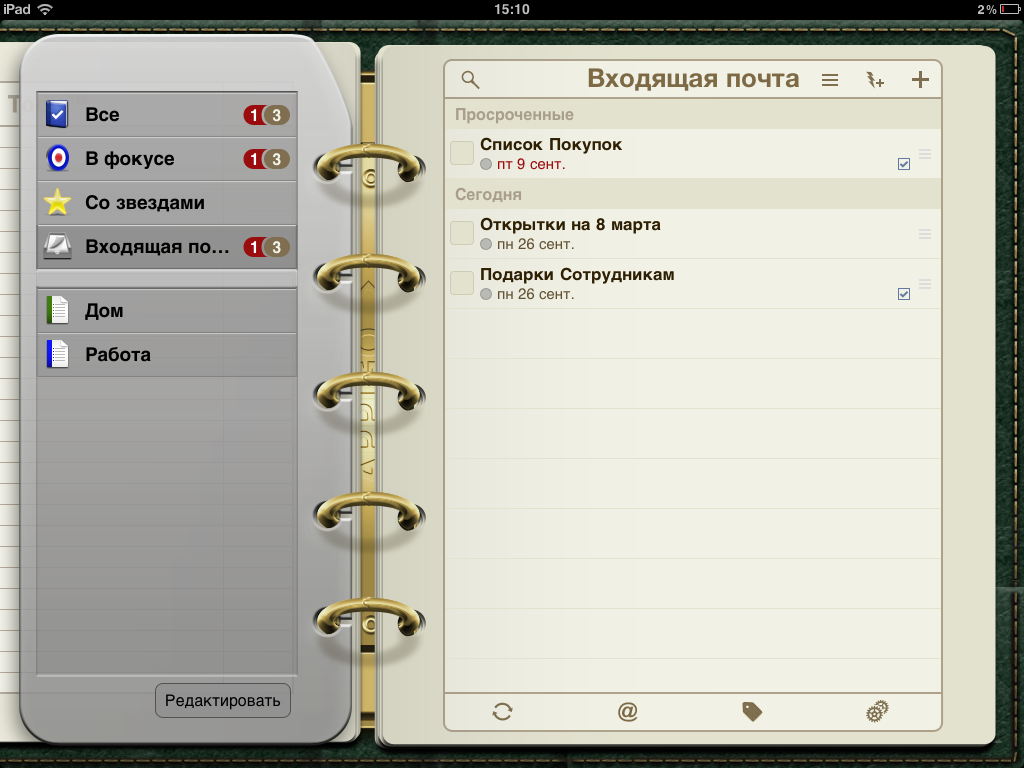 iPad
15:10
2%
Все
1 3
В фокусе
1 3
Со звездами
Входящая по...
1 3
Дом
Работа
Редактировать
Входящая почта
Просроченные
Список Покупок
пт 9 сент.
Сегодня
Открытки на 8 марта
пн 26 сент.
Подарки Сотрудникам
пн 26 сент.
@